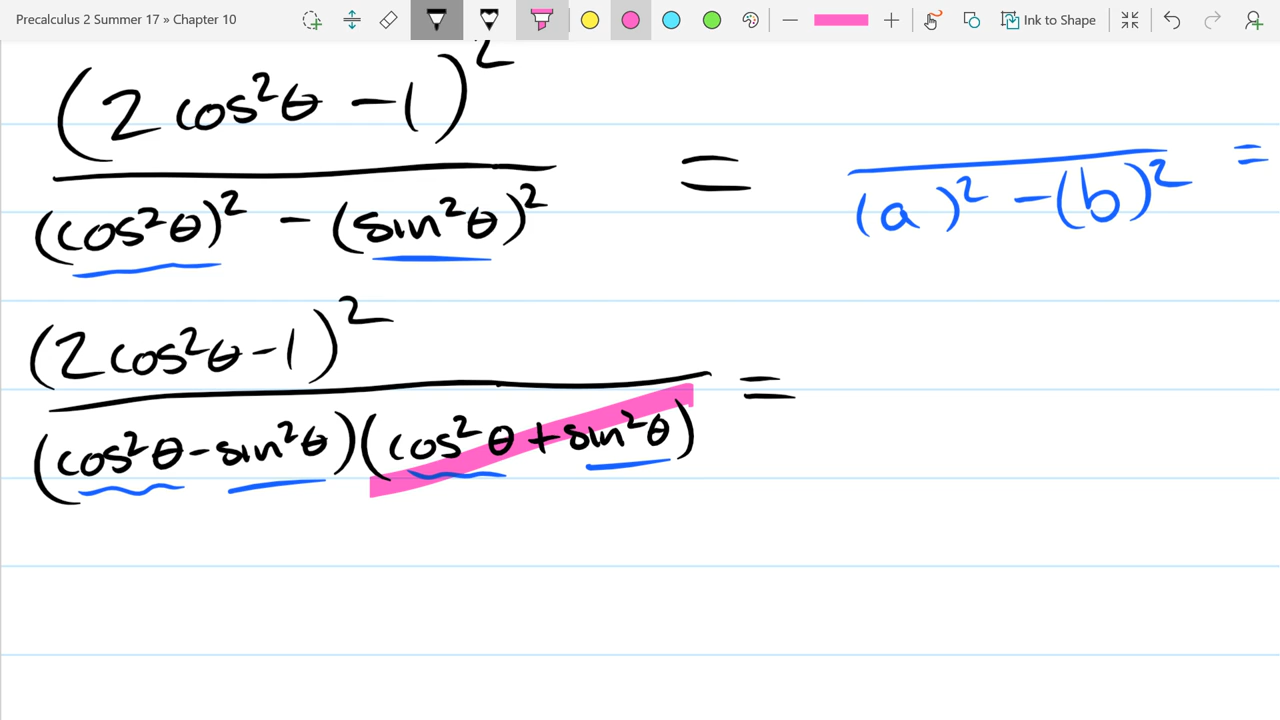 Precalculus 2 Summer 17 » Chapter 10
Ink to Shape
(2cos²θ - 1)²
(cos²θ)² - (sin²θ)²
=
(a)² - (b)²
=
(2cos²θ - 1)²
(cos²θ - sin²θ)(cos²θ + sin²θ)
=